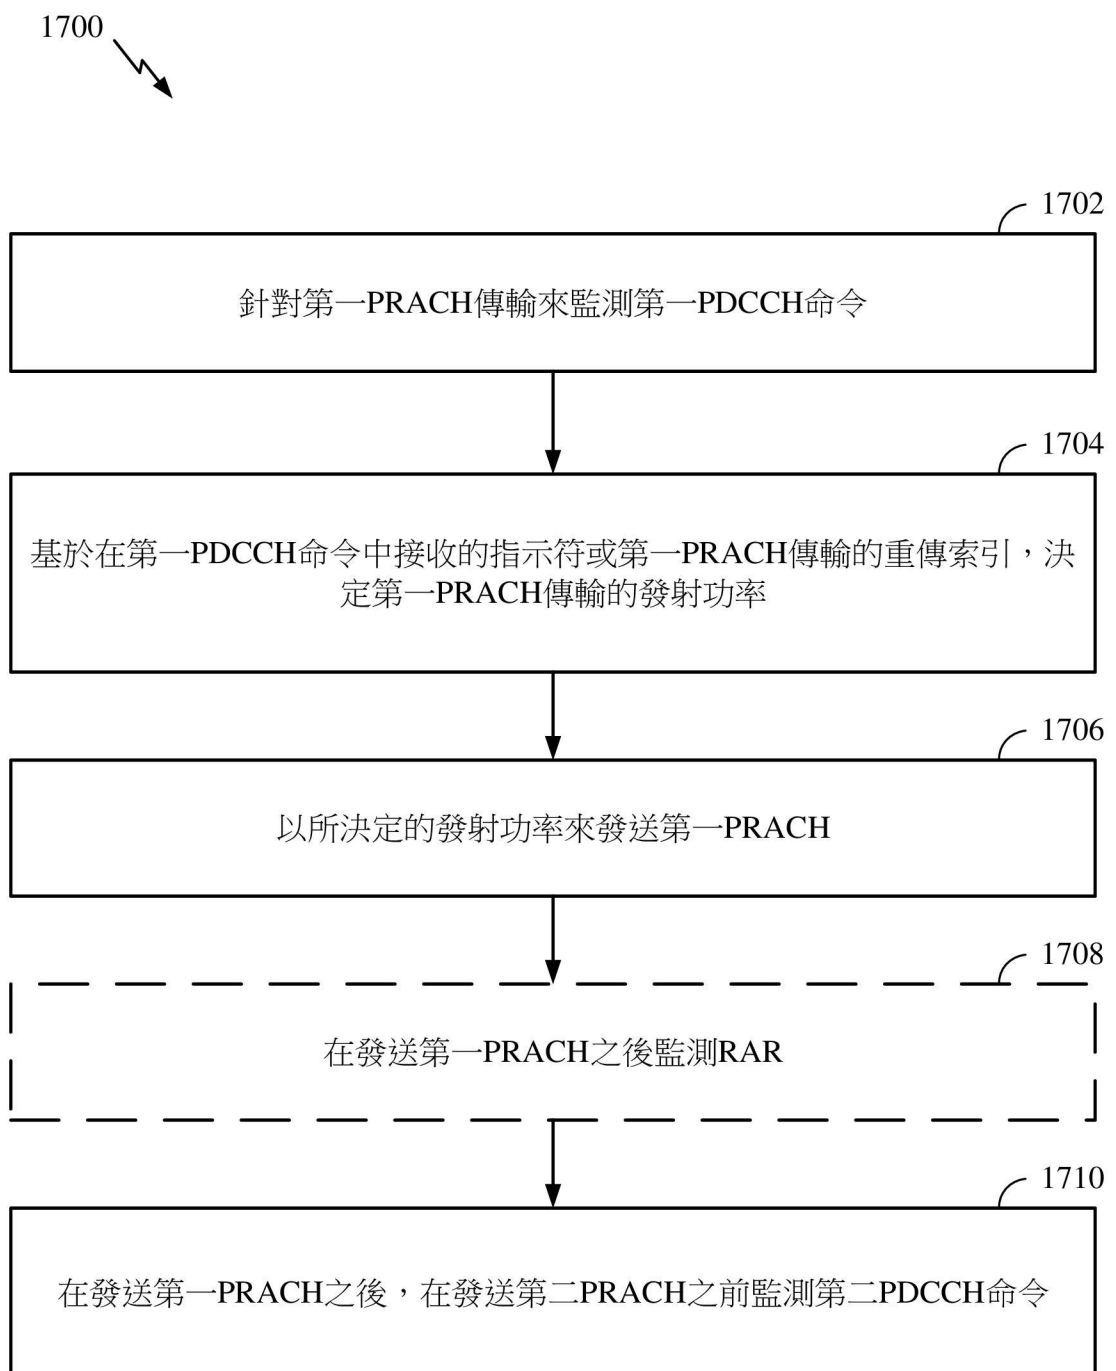 1700
1702
針對第一PRACH傳輸來監測第一PDCCH命令
1704
基於在第一PDCCH命令中接收的指示符或第一PRACH傳輸的重傳索引，決
定第一PRACH傳輸的發射功率
1706
以所決定的發射功率來發送第一PRACH
1708
在發送第一PRACH之後監測RAR
1710
在發送第一PRACH之後，在發送第二PRACH之前監測第二PDCCH命令